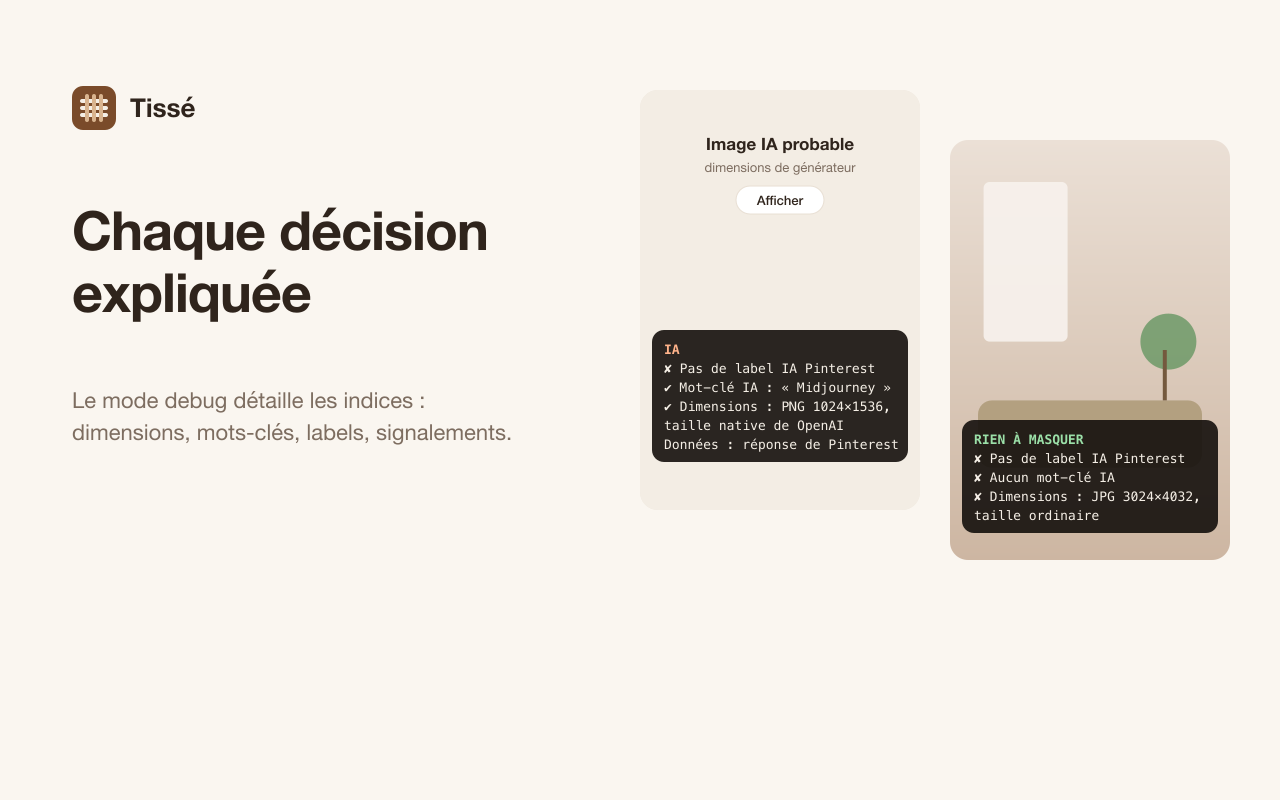 Tissé
Chaque décision
expliquée
Le mode debug détaille les indices :
dimensions, mots-clés, labels, signalements.
Image IA probable
dimensions de générateur
Afficher
IA
✘ Pas de label IA Pinterest
✔ Mot-clé IA : « Midjourney »
✔ Dimensions : PNG 1024×1536,
taille native de OpenAI
Données : réponse de Pinterest
RIEN À MASQUER
✘ Pas de label IA Pinterest
✘ Aucun mot-clé IA
✘ Dimensions : JPG 3024×4032,
taille ordinaire